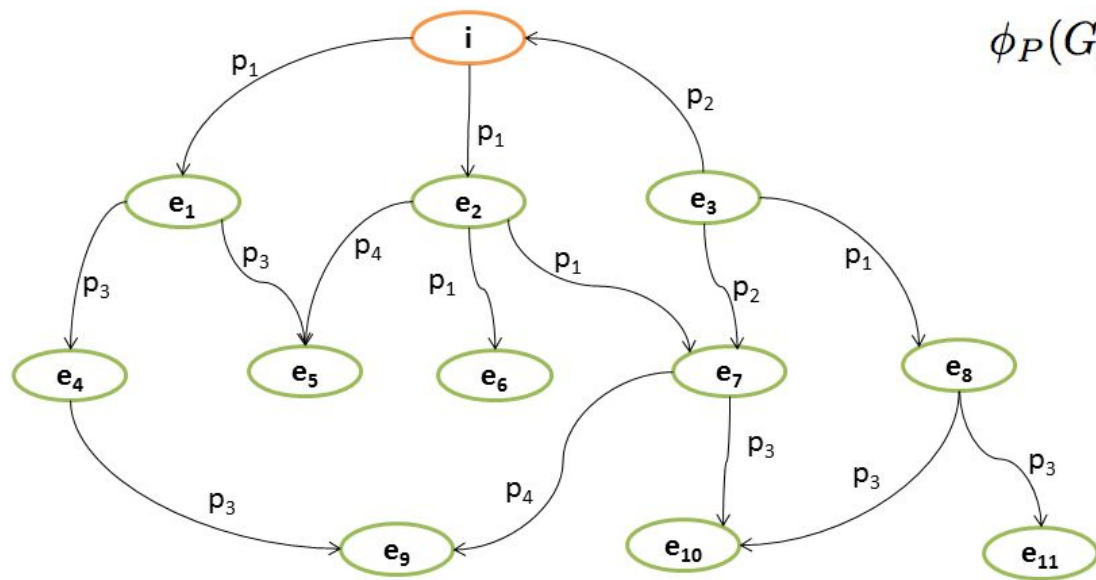 i
ϕ_P(G
p₁
p₂
p₁
e₁
e₂
e₃
p₃
p₃
p₄
p₁
p₁
p₂
p₁
e₄
e₅
e₆
e₇
e₈
p₃
p₄
p₃
p₃
p₃
e₉
e₁₀
e₁₁